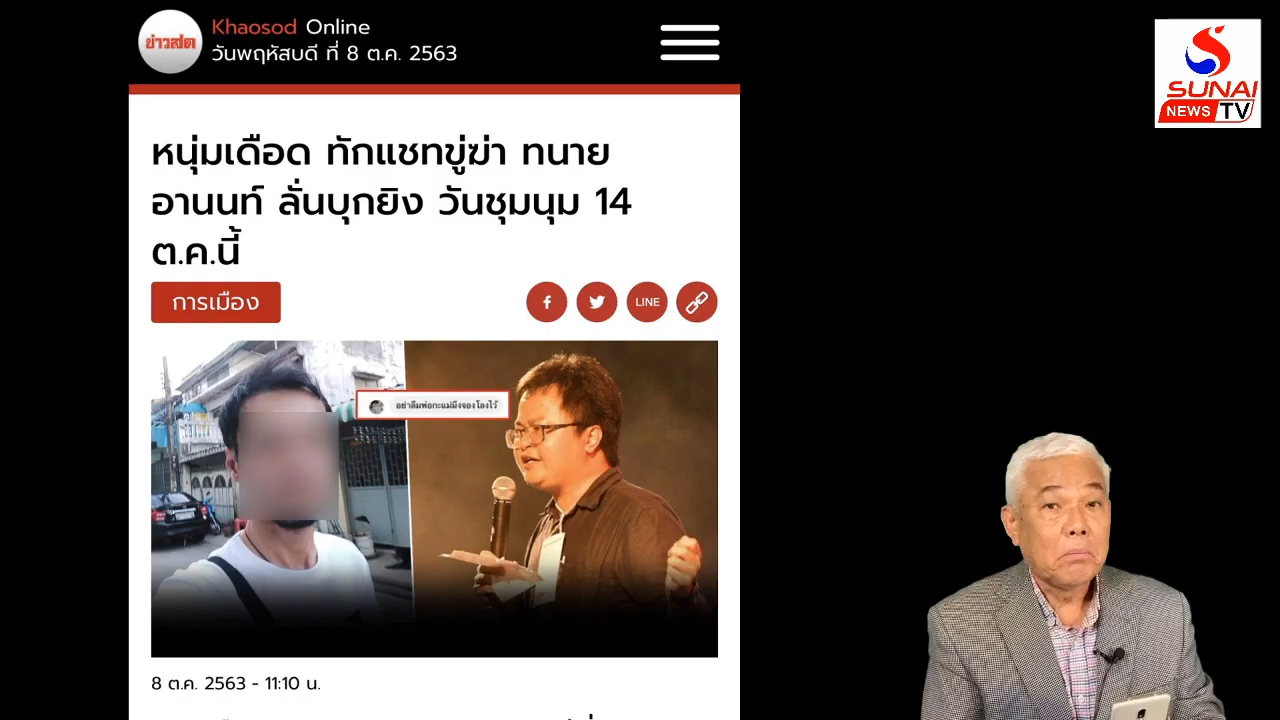 ข่าวสด
Khaosod Online
วันพฤหัสบดี ที่ 8 ต.ค. 2563
SUNAI
NEWS TV
หนุ่มเดือด ทักแชทขู่ฆ่า ทนาย
อานนท์ ลั่นบุกยิง วันชุมนุม 14
ต.ค.นี้
การเมือง
LINE
อย่าลืมพ่อกะแม่มึงจองโลงไว้
8 ต.ค. 2563 - 11:10 น.